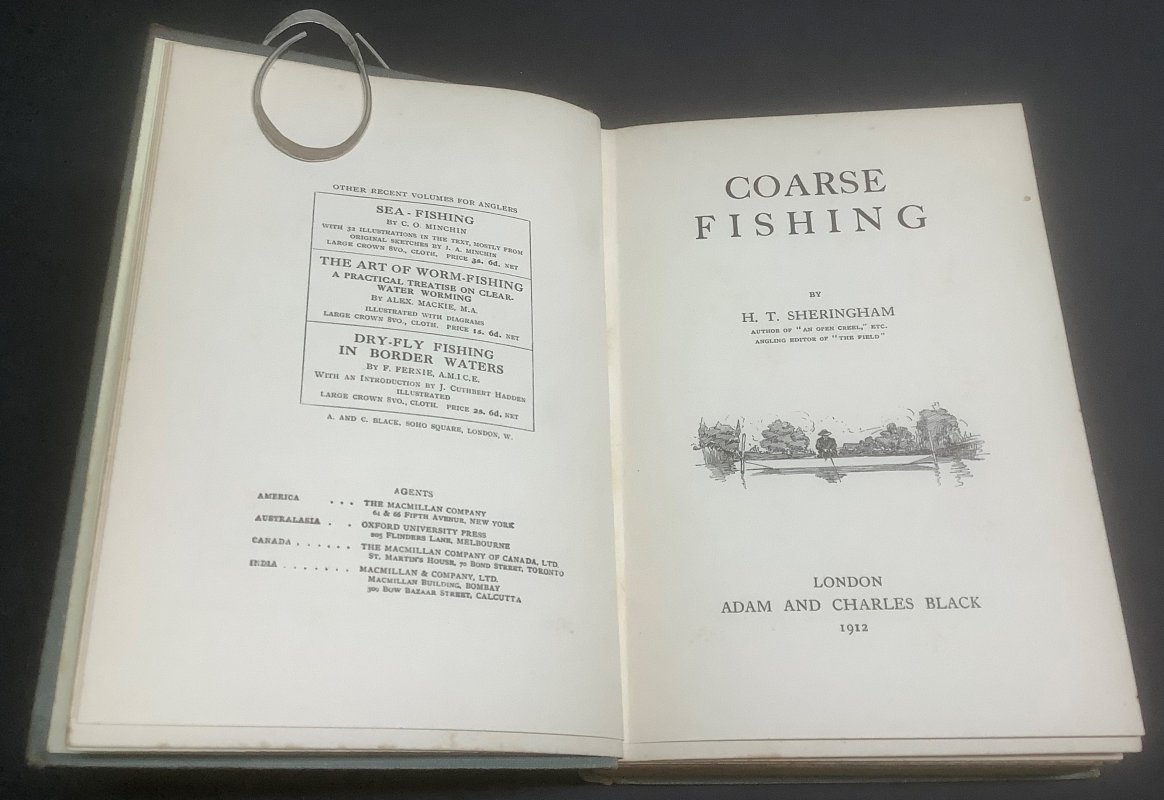 OTHER RECENT VOLUMES FOR ANGLERS
SEA-FISHING
BY C. O. MINCHIN
WITH 32 ILLUSTRATIONS IN THE TEXT, MOSTLY FROM
ORIGINAL SKETCHES BY J. A. MINCHIN
LARGE CROWN 8VO., CLOTH. PRICE 3s. 6d. NET
THE ART OF WORM-FISHING
A PRACTICAL TREATISE ON CLEAR-
WATER WORMING
BY ALEX. MACKIE, M.A.
ILLUSTRATED WITH DIAGRAMS
LARGE CROWN 8VO., CLOTH. PRICE 1s. 6d. NET
DRY-FLY FISHING
IN BORDER WATERS
BY F. FERNIE, A.M.I.C.E.
WITH AN INTRODUCTION BY J. CUTHBERT HADDEN
ILLUSTRATED
LARGE CROWN 8VO., CLOTH. PRICE 2s. 6d. NET
A. AND C. BLACK. SOHO SQUARE, LONDON, W.
AGENTS
AMERICA . . . THE MACMILLAN COMPANY
64 & 66 FIFTH AVENUE, NEW YORK
AUSTRALASIA . . OXFORD UNIVERSITY PRESS
205 FLINDERS LANE, MELBOURNE
CANADA . . . . . . THE MACMILLAN COMPANY OF CANADA, LTD.
ST. MARTIN'S HOUSE, 70 BOND STREET, TORONTO
INDIA . . . . . . . MACMILLAN & COMPANY, LTD.
MACMILLAN BUILDING, BOMBAY
309 BOW BAZAAR STREET, CALCUTTA
COARSE
FISHING
BY
H. T. SHERINGHAM
AUTHOR OF "AN OPEN CREEL," ETC.
ANGLING EDITOR OF "THE FIELD"
LONDON
ADAM AND CHARLES BLACK
1912